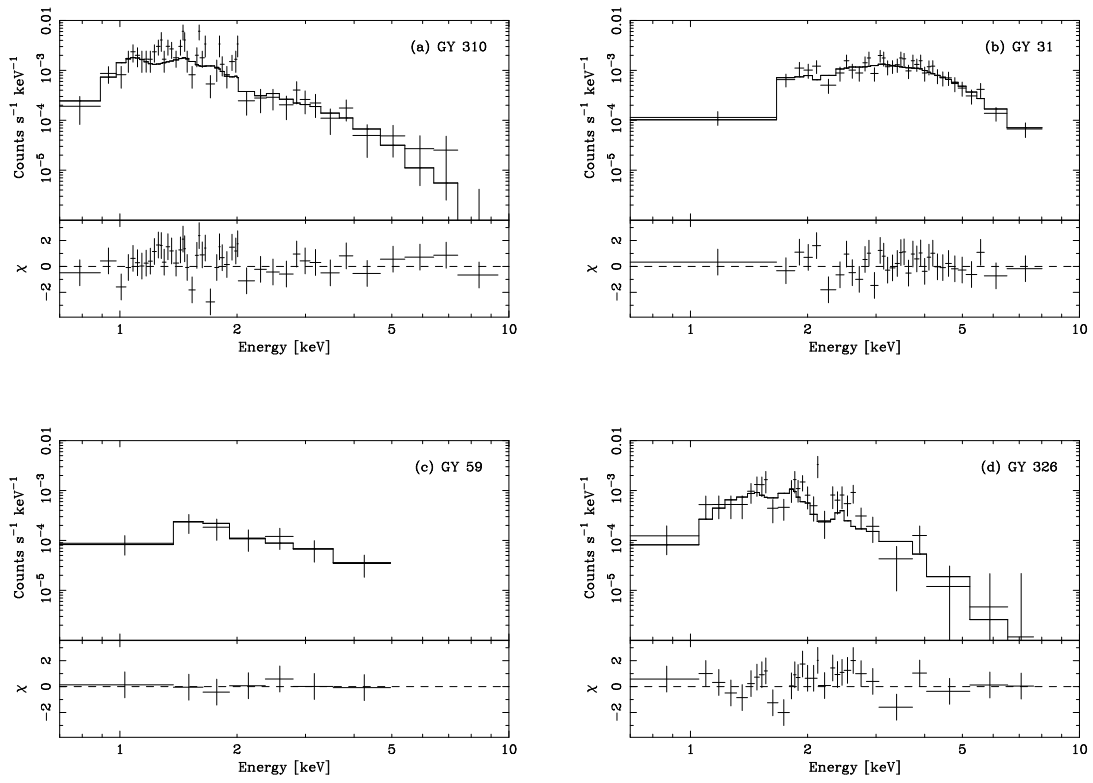 (a) GY 310
0.01
10⁻³
10⁻⁴
10⁻⁵
Counts s⁻¹ keV⁻¹
2
0
−2
χ
1 2 5 10
Energy [keV]
(b) GY 31
0.01
10⁻³
10⁻⁴
10⁻⁵
Counts s⁻¹ keV⁻¹
2
0
−2
χ
1 2 5 10
Energy [keV]
(c) GY 59
0.01
10⁻³
10⁻⁴
10⁻⁵
Counts s⁻¹ keV⁻¹
2
0
−2
χ
1 2 5 10
Energy [keV]
(d) GY 326
0.01
10⁻³
10⁻⁴
10⁻⁵
Counts s⁻¹ keV⁻¹
2
0
−2
χ
1 2 5 10
Energy [keV]